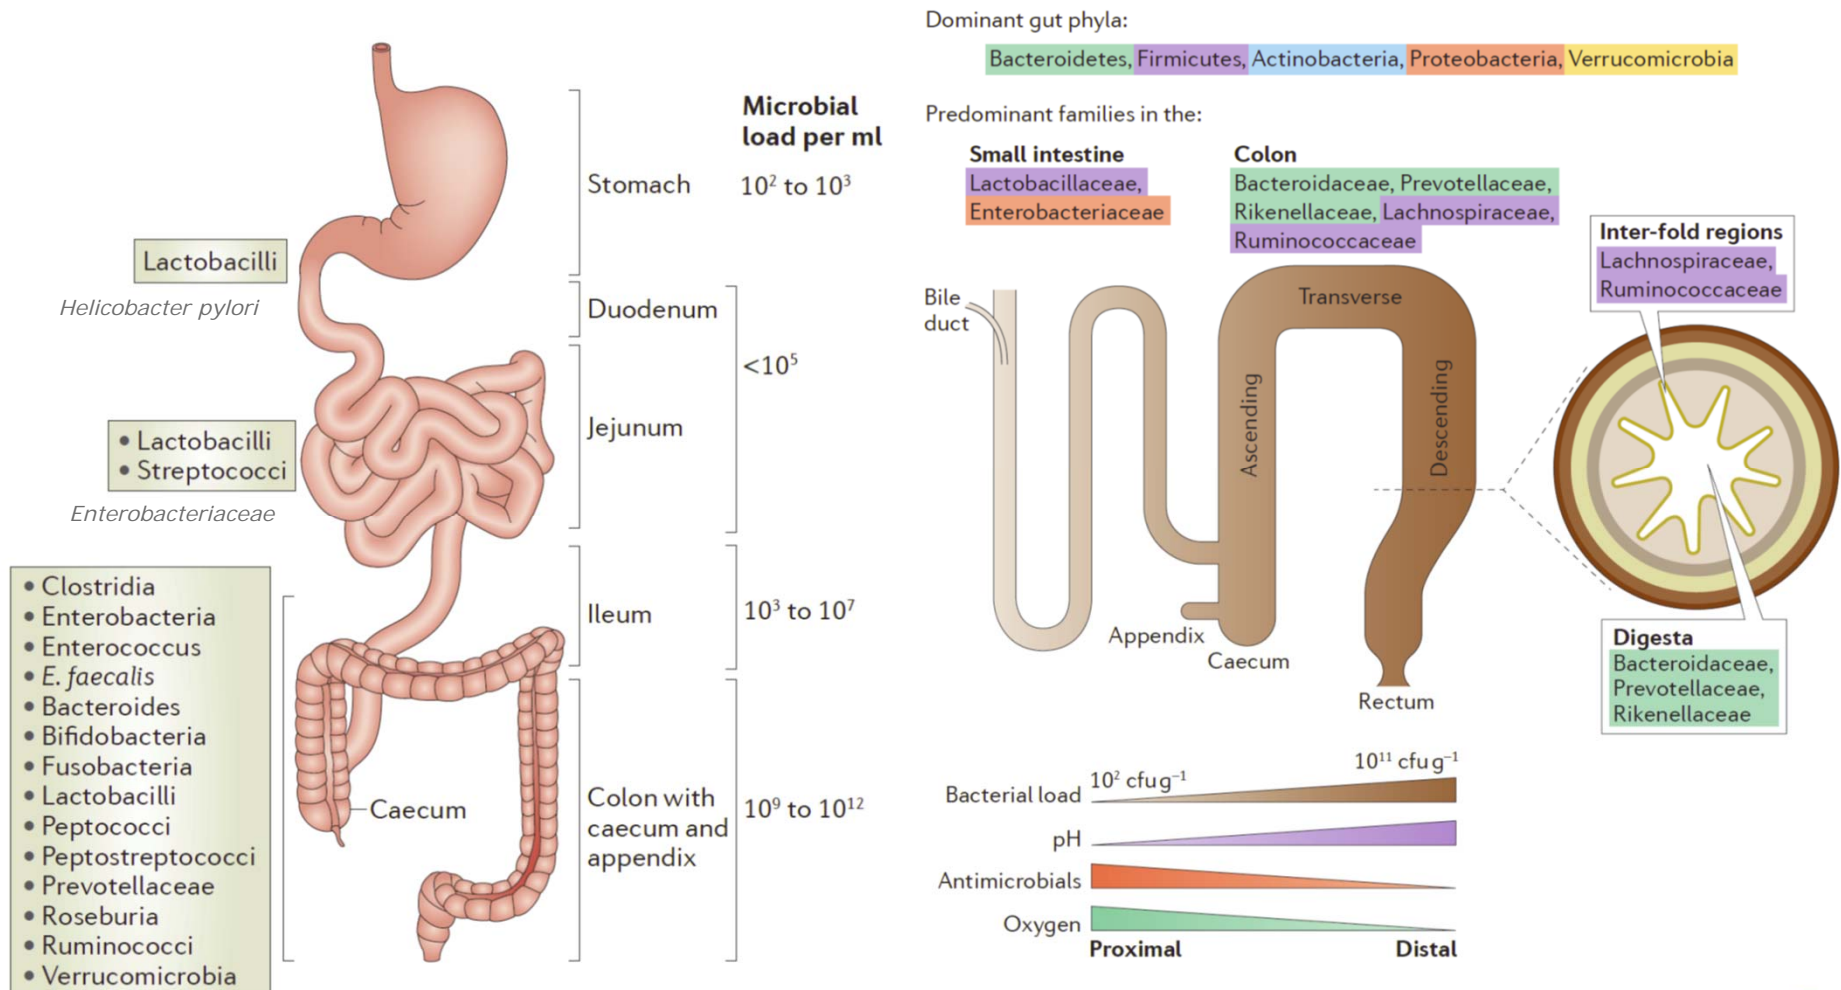 Lactobacilli
Helicobacter pylori
• Lactobacilli
• Streptococci
Enterobacteriaceae
• Clostridia
• Enterobacteria
• Enterococcus
• E. faecalis
• Bacteroides
• Bifidobacteria
• Fusobacteria
• Lactobacilli
• Peptococci
• Peptostreptococci
• Prevotellaceae
• Roseburia
• Ruminococci
• Verrucomicrobia
Caecum
Microbial
load per ml
Stomach
10² to 10³
Duodenum
<10⁵
Jejunum
Ileum
10³ to 10⁷
Colon with
caecum and
appendix
10⁹ to 10¹²
Dominant gut phyla:
Bacteroidetes, Firmicutes, Actinobacteria, Proteobacteria, Verrucomicrobia
Predominant families in the:
Small intestine
Lactobacillaceae,
Enterobacteriaceae
Colon
Bacteroidaceae, Prevotellaceae,
Rikenellaceae, Lachnospiraceae,
Ruminococcaceae
Bile
duct
Transverse
Ascending
Descending
Appendix
Caecum
Rectum
Inter-fold regions
Lachnospiraceae,
Ruminococcaceae
Digesta
Bacteroidaceae,
Prevotellaceae,
Rikenellaceae
Bacterial load
10² cfu g⁻¹
10¹¹ cfu g⁻¹
pH
Antimicrobials
Oxygen
Proximal
Distal